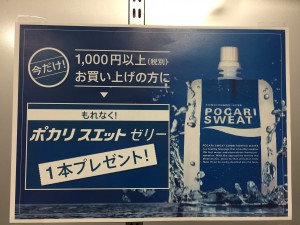 今だけ!
1,000円以上(税別)
お買い上げの方に
もれなく!
ポカリスエットゼリー
1本プレゼント!
POCARI
SWEAT